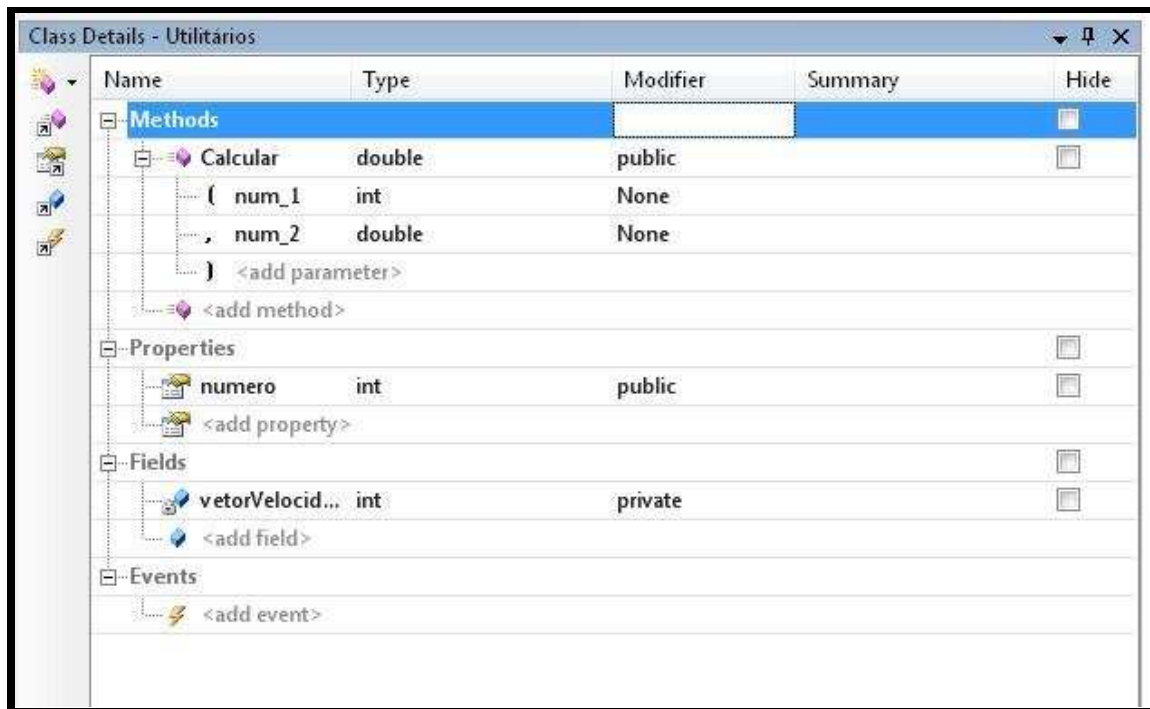 Class Details - Utilitários
Name Type Modifier Summary Hide
Methods
Calcular double public
( num_1 int None
, num_2 double None
) <add parameter>
<add method>
Properties
numero int public
<add property>
Fields
vetorVelocid... int private
<add field>
Events
<add event>